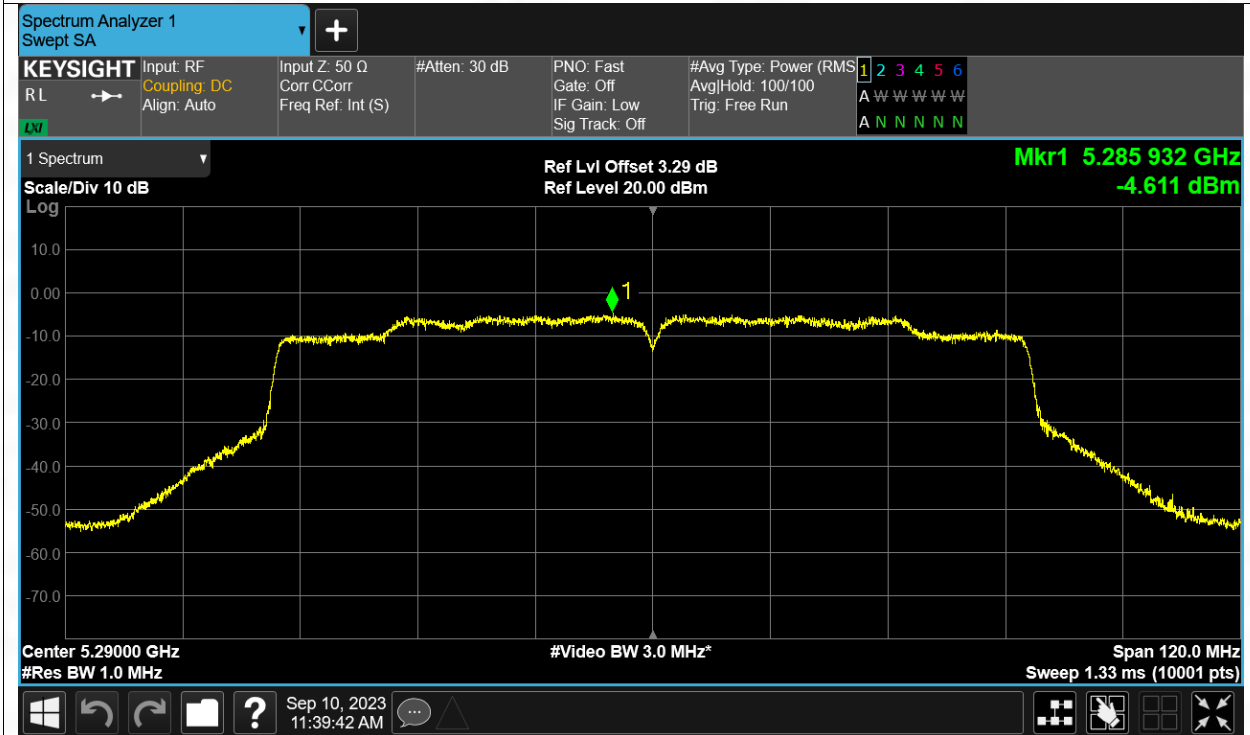 Spectrum Analyzer 1
Swept SA
+
KEYSIGHT Input: RF Input Z: 50 Ω #Atten: 30 dB PNO: Fast #Avg Type: Power (RMS 1 2 3 4 5 6
R L Coupling: DC Corr CCorr Gate: Off Avg|Hold: 100/100 A W W W W W
Align: Auto Freq Ref: Int (S) IF Gain: Low Trig: Free Run
LXI Sig Track: Off A N N N N N
1 Spectrum
Ref Lvl Offset 3.29 dB Mkr1 5.285 932 GHz
Scale/Div 10 dB Ref Level 20.00 dBm -4.611 dBm
Log
10.0
1
0.00
-10.0
-20.0
-30.0
-40.0
-50.0
-60.0
-70.0
Center 5.29000 GHz #Video BW 3.0 MHz* Span 120.0 MHz
#Res BW 1.0 MHz Sweep 1.33 ms (10001 pts)
? Sep 10, 2023
11:39:42 AM